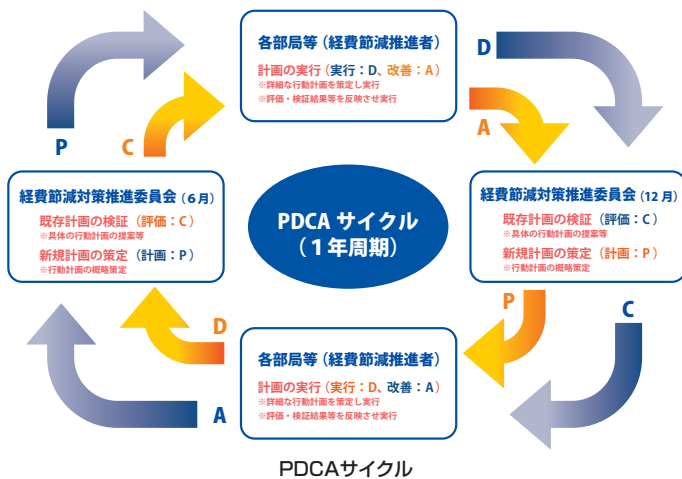 各部局等(経費節減推進者)
計画の実行(実行:D、改善:A)
※詳細な行動計画を策定し実行
※評価・検証結果等を反映させ実行
D
P
C
A
経費節減対策推進委員会(6月)
既存計画の検証(評価:C)
※具体の行動計画の提案等
新規計画の策定(計画:P)
※行動計画の概略策定
PDCA サイクル
(1年周期)
経費節減対策推進委員会(12月)
既存計画の検証(評価:C)
※具体の行動計画の提案等
新規計画の策定(計画:P)
※行動計画の概略策定
P
C
D
A
各部局等(経費節減推進者)
計画の実行(実行:D、改善:A)
※詳細な行動計画を策定し実行
※評価・検証結果等を反映させ実行
PDCAサイクル